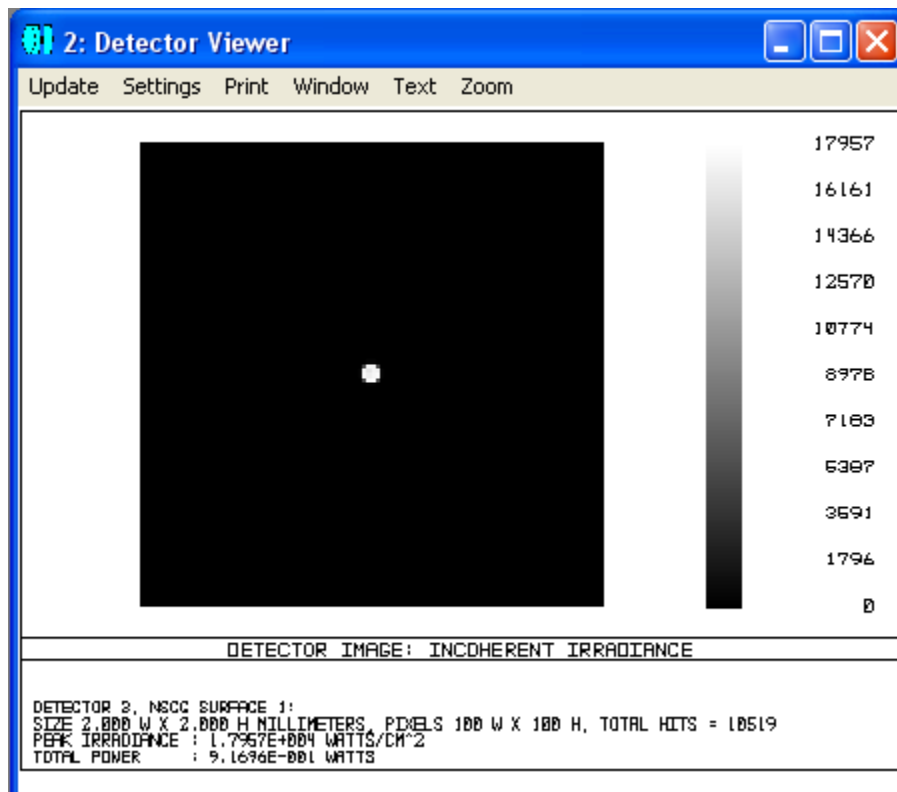 2: Detector Viewer
Update Settings Print Window Text Zoom
17957
16161
14366
12570
10774
8978
7183
5387
3591
1796
0
DETECTOR IMAGE: INCOHERENT IRRADIANCE
DETECTOR 3, NSCG SURFACE 1:
SIZE 2.000 W X 2.000 H MILLIMETERS, PIXELS 100 W X 100 H, TOTAL HITS = 10519
PEAK IRRADIANCE : 1.7957E+004 WATTS/CM^2
TOTAL POWER : 9.1696E-001 WATTS